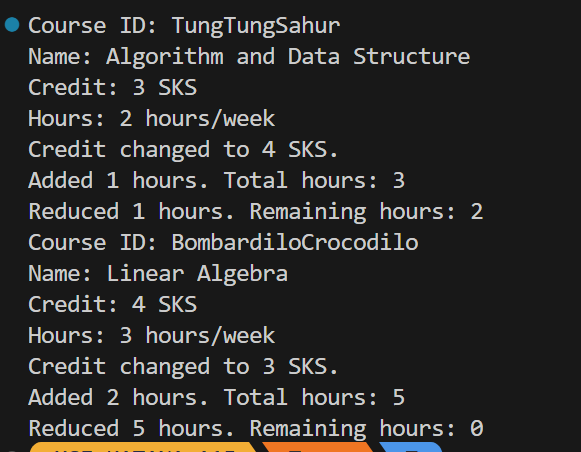 Course ID: TungTungSahur
Name: Algorithm and Data Structure
Credit: 3 SKS
Hours: 2 hours/week
Credit changed to 4 SKS.
Added 1 hours. Total hours: 3
Reduced 1 hours. Remaining hours: 2
Course ID: BombardiloCrocodilo
Name: Linear Algebra
Credit: 4 SKS
Hours: 3 hours/week
Credit changed to 3 SKS.
Added 2 hours. Total hours: 5
Reduced 5 hours. Remaining hours: 0